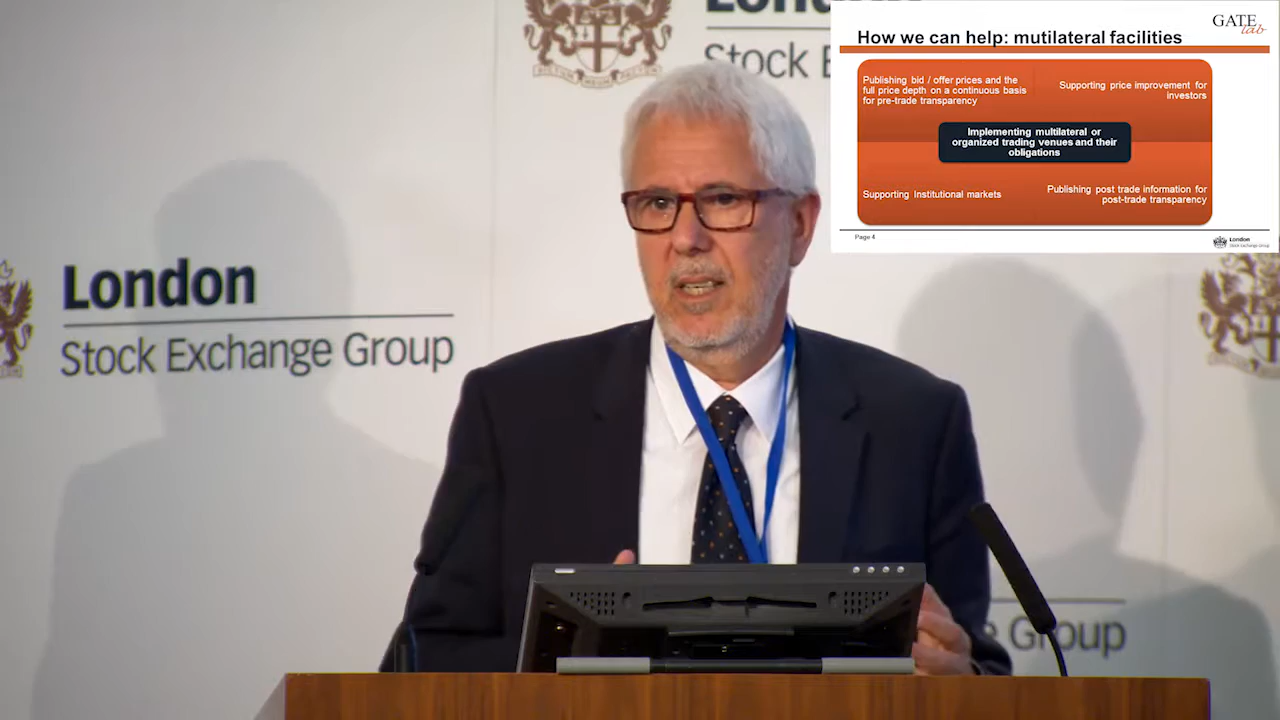 London
Stock E
GATE
lab
How we can help: mutilateral facilities
Publishing bid / offer prices and the
full price depth on a continuous basis
for pre-trade transparency
Supporting price improvement for
investors
Implementing multilateral or
organized trading venues and their
obligations
Supporting Institutional markets
Publishing post trade information for
post-trade transparency
Page 4
London
Stock Exchange Group
London
Stock Exchange Group
e Group